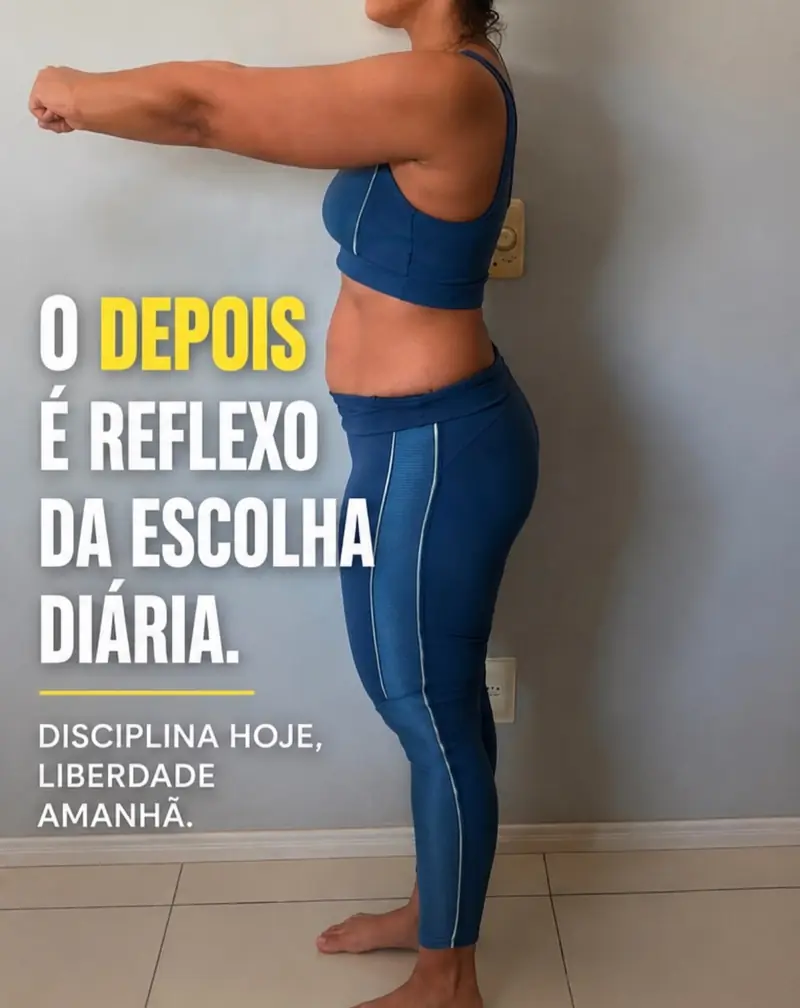 O DEPOIS
É REFLEXO
DA ESCOLHA
DIÁRIA.
DISCIPLINA HOJE,
LIBERDADE
AMANHÃ.